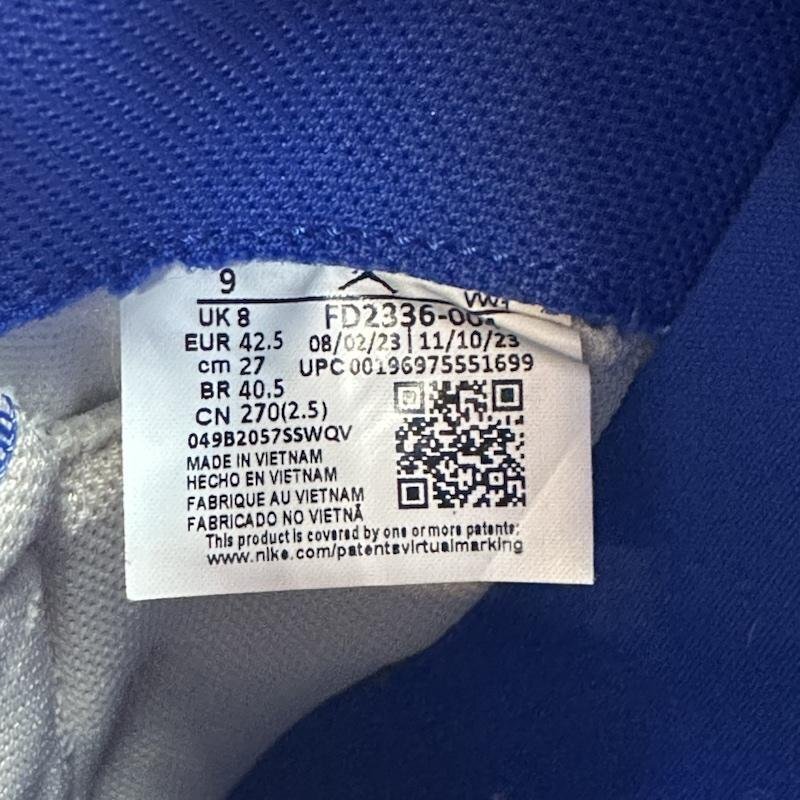 9
UK 8 FD2336-001
EUR 42.5 08/02/23 | 11/10/23
cm 27 UPC 00196975551699
BR 40.5
CN 270(2.5)
049B2057SSWQV
MADE IN VIETNAM
HECHO EN VIETNAM
FABRIQUE AU VIETNAM
FABRICADO NO VIETNÃ
This product is covered by one or more patents:
www.nike.com/patentsvirtualmarking